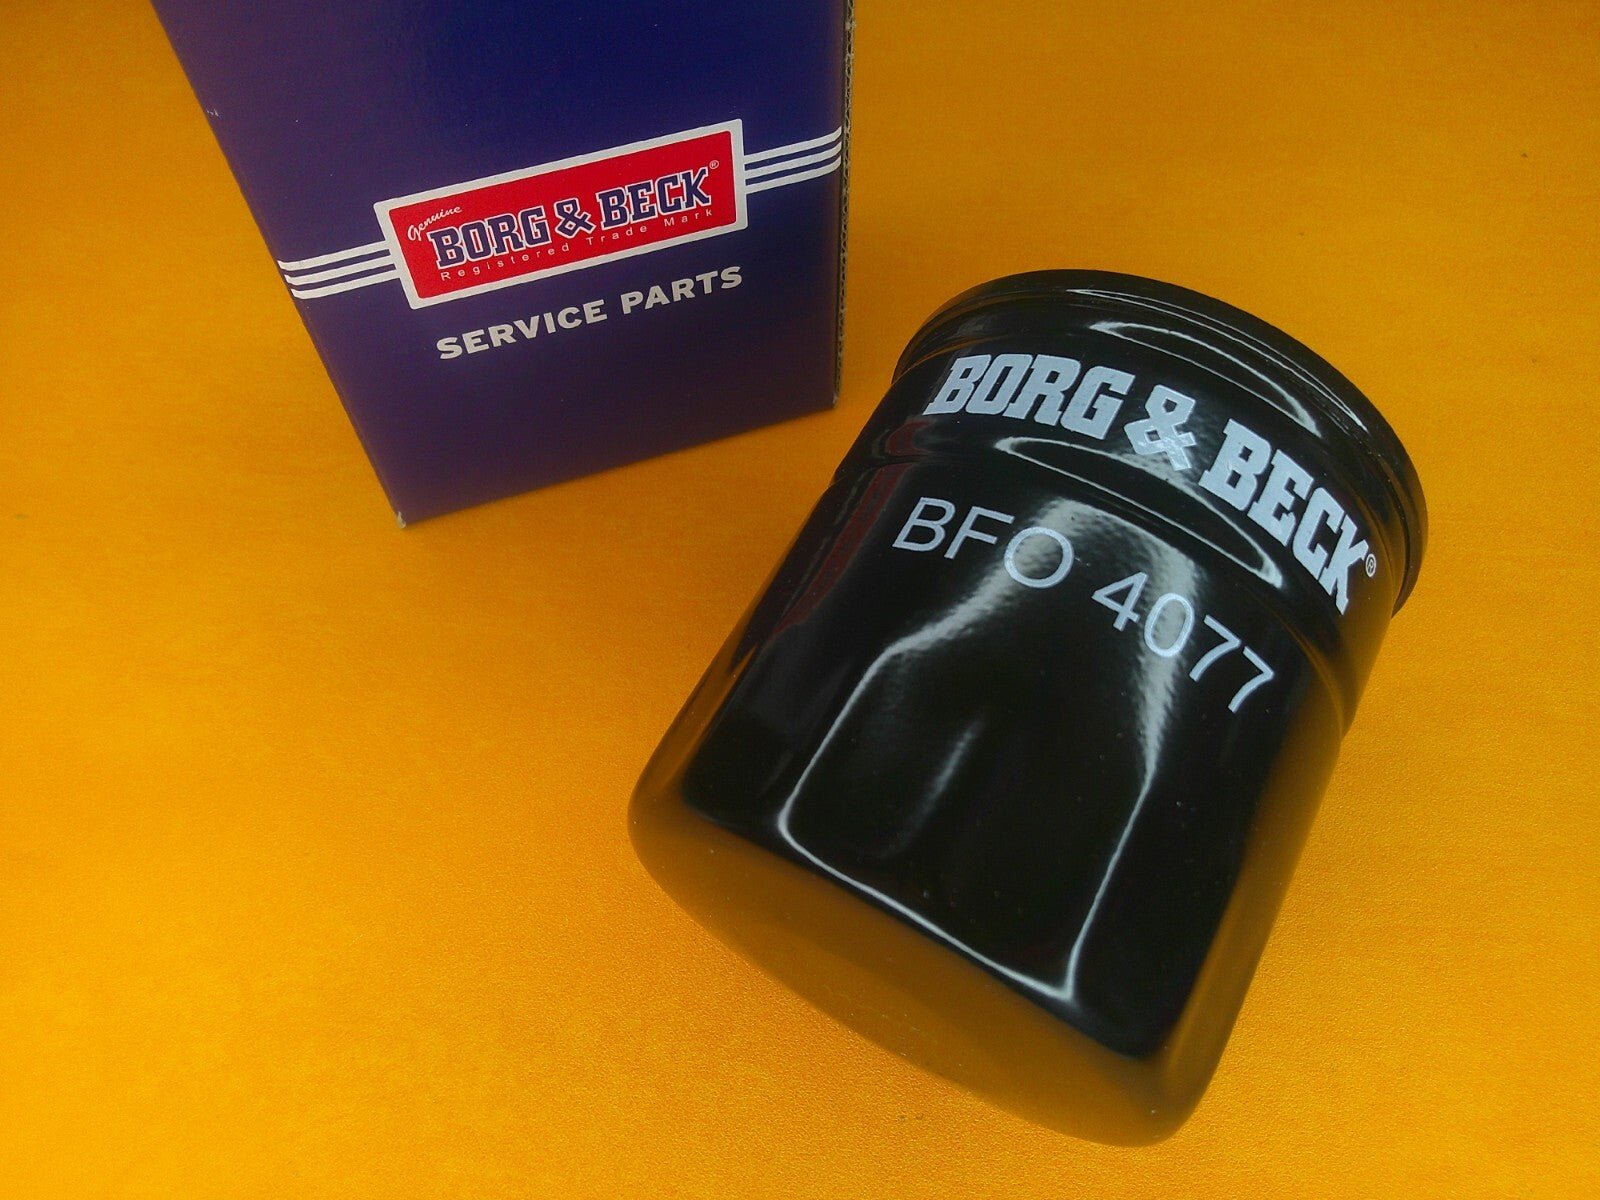 Genuine
BORG & BECK®
Registered Trade Mark
SERVICE PARTS
BORG & BECK®
BFO 4077